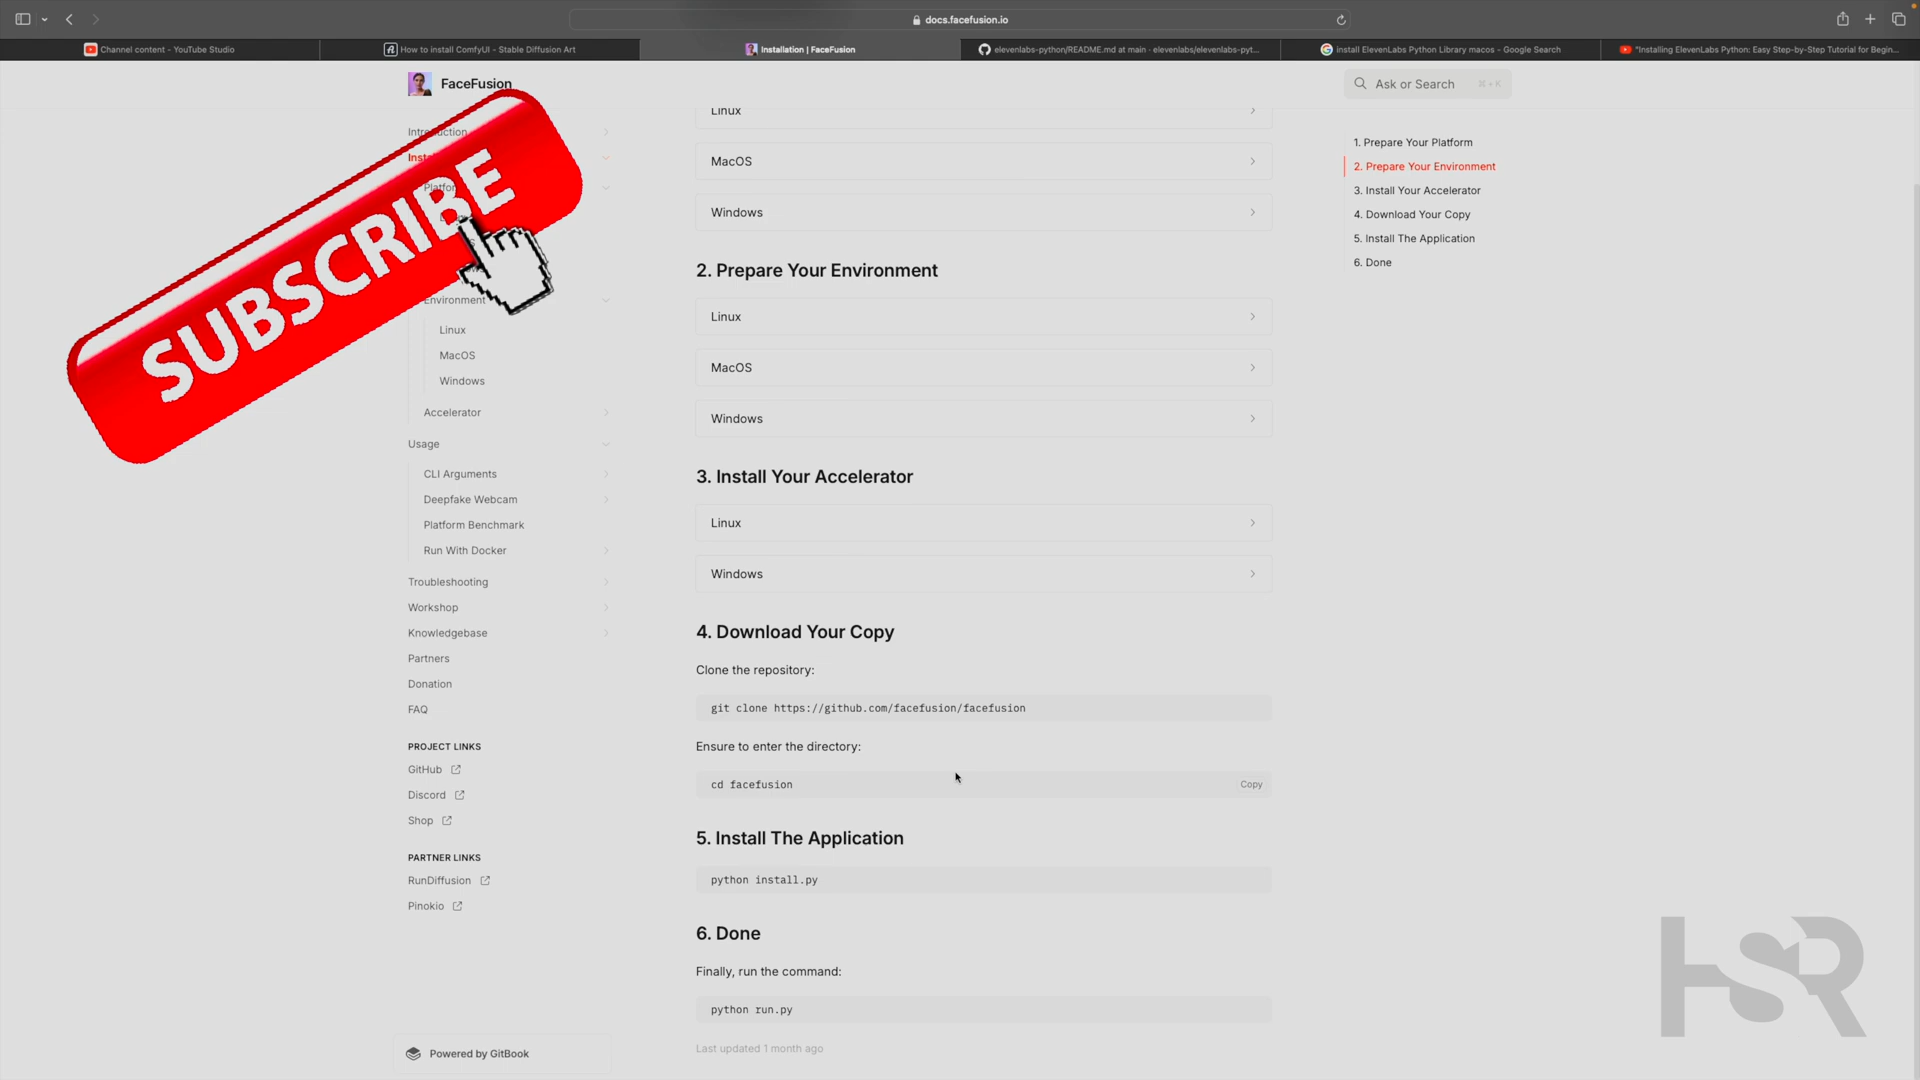 docs.facefusion.io
Channel content - YouTube Studio
How to install ComfyUI - Stable Diffusion Art
Installation | FaceFusion
elevenlabs-python/README.md at main · elevenlabs/elevenlabs-pyt...
install ElevenLabs Python Library macos - Google Search
"Installing ElevenLabs Python: Easy Step-by-Step Tutorial for Begin...
FaceFusion
Ask or Search
⌘ + K
SUBSCRIBE
Environment
Linux
MacOS
Windows
Accelerator
Usage
CLI Arguments
Deepfake Webcam
Platform Benchmark
Run With Docker
Troubleshooting
Workshop
Knowledgebase
Partners
Donation
FAQ
PROJECT LINKS
GitHub
Discord
Shop
PARTNER LINKS
RunDiffusion
Pinokio
Powered by GitBook
Linux
MacOS
Windows
2. Prepare Your Environment
Linux
MacOS
Windows
3. Install Your Accelerator
Linux
Windows
4. Download Your Copy
Clone the repository:
git clone https://github.com/facefusion/facefusion
Ensure to enter the directory:
cd facefusion
Copy
5. Install The Application
python install.py
6. Done
Finally, run the command:
python run.py
Last updated 1 month ago
1. Prepare Your Platform
2. Prepare Your Environment
3. Install Your Accelerator
4. Download Your Copy
5. Install The Application
6. Done
HSR